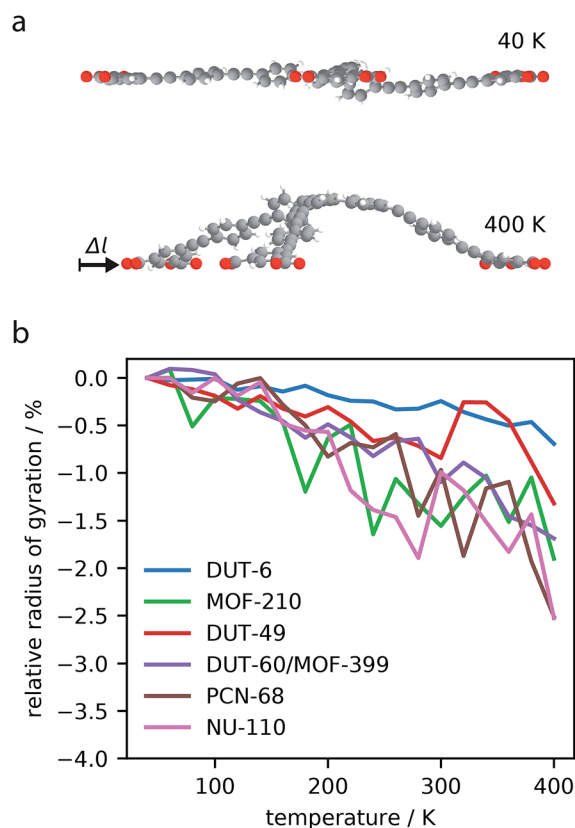 a
40 K
400 K
Δl
b
relative radius of gyration / %
0.0
−0.5
−1.0
−1.5
−2.0
−2.5
−3.0
−3.5
−4.0
DUT-6
MOF-210
DUT-49
DUT-60/MOF-399
PCN-68
NU-110
100
200
300
400
temperature / K